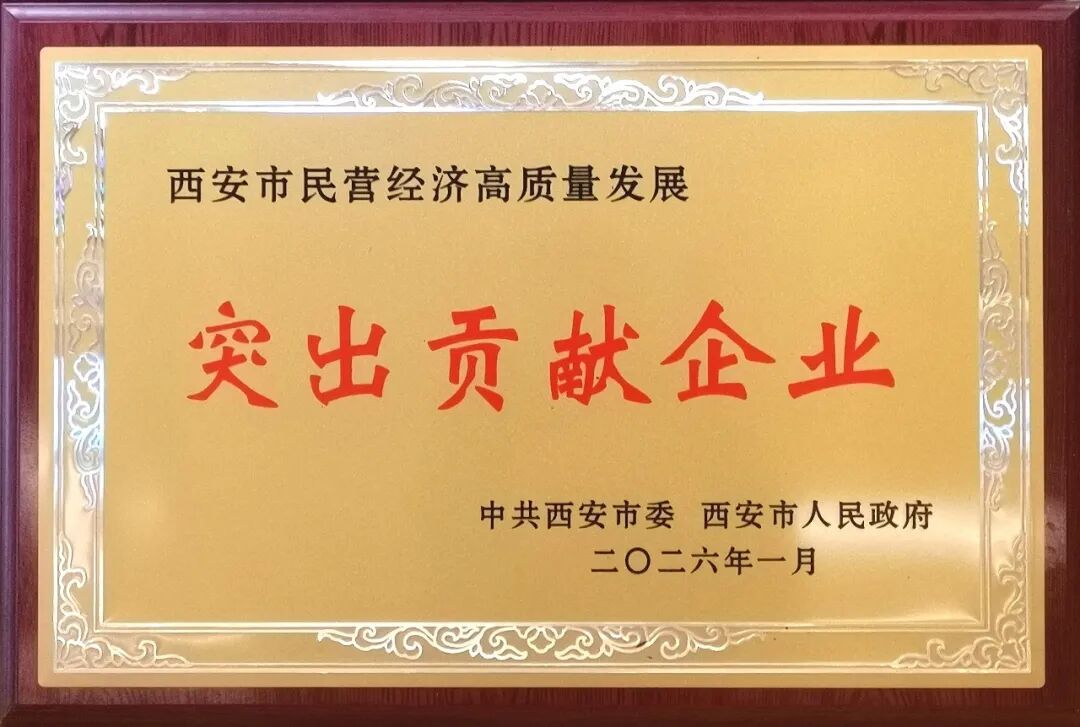 西安市民营经济高质量发展
突出贡献企业
中共西安市委 西安市人民政府
二〇二六年一月